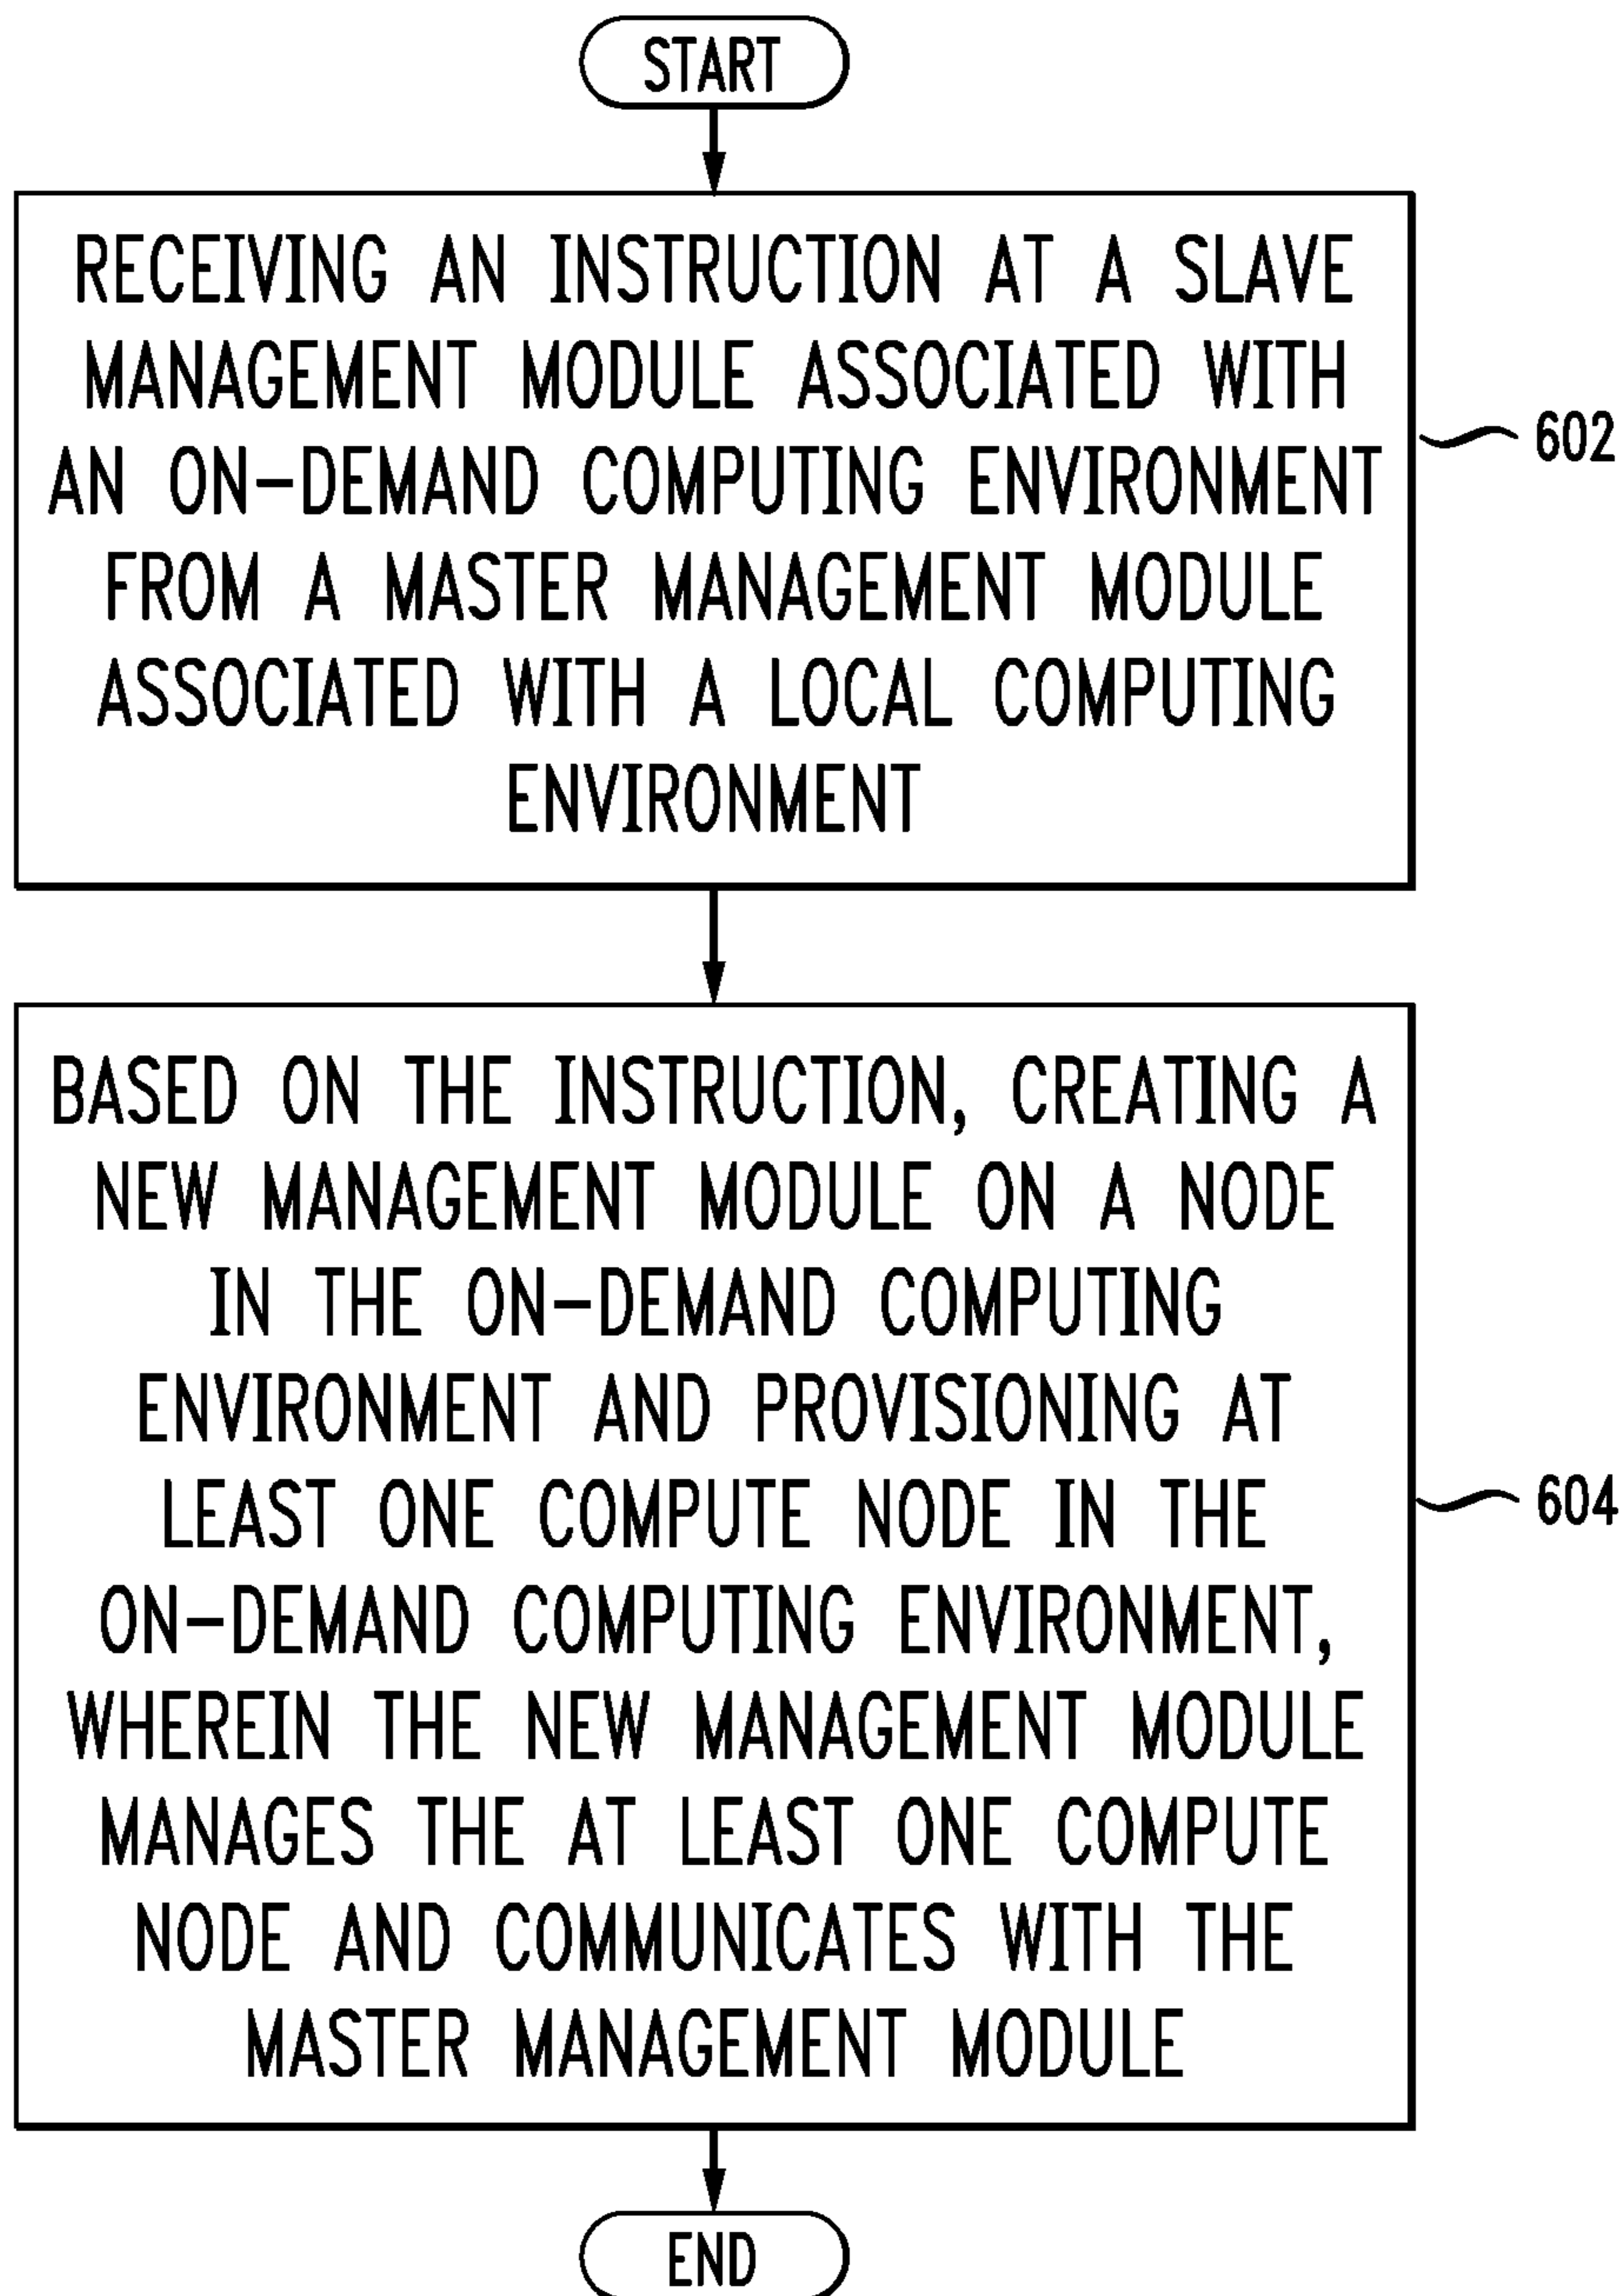 START
RECEIVING AN INSTRUCTION AT A SLAVE
MANAGEMENT MODULE ASSOCIATED WITH
AN ON-DEMAND COMPUTING ENVIRONMENT
FROM A MASTER MANAGEMENT MODULE
ASSOCIATED WITH A LOCAL COMPUTING
ENVIRONMENT
602
BASED ON THE INSTRUCTION, CREATING A
NEW MANAGEMENT MODULE ON A NODE
IN THE ON-DEMAND COMPUTING
ENVIRONMENT AND PROVISIONING AT
LEAST ONE COMPUTE NODE IN THE
ON-DEMAND COMPUTING ENVIRONMENT,
WHEREIN THE NEW MANAGEMENT MODULE
MANAGES THE AT LEAST ONE COMPUTE
NODE AND COMMUNICATES WITH THE
MASTER MANAGEMENT MODULE
604
END